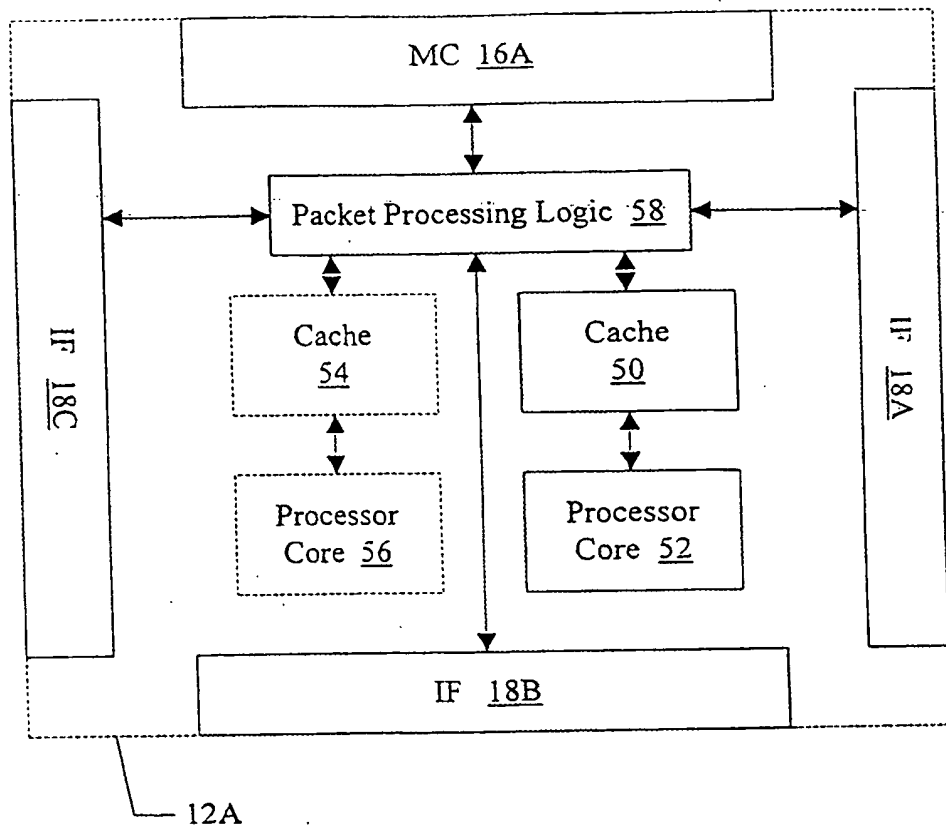 MC 16A
Packet Processing Logic 58
IF 18C
Cache
54
Cache
50
IF 18A
Processor
Core 56
Processor
Core 52
IF 18B
12A